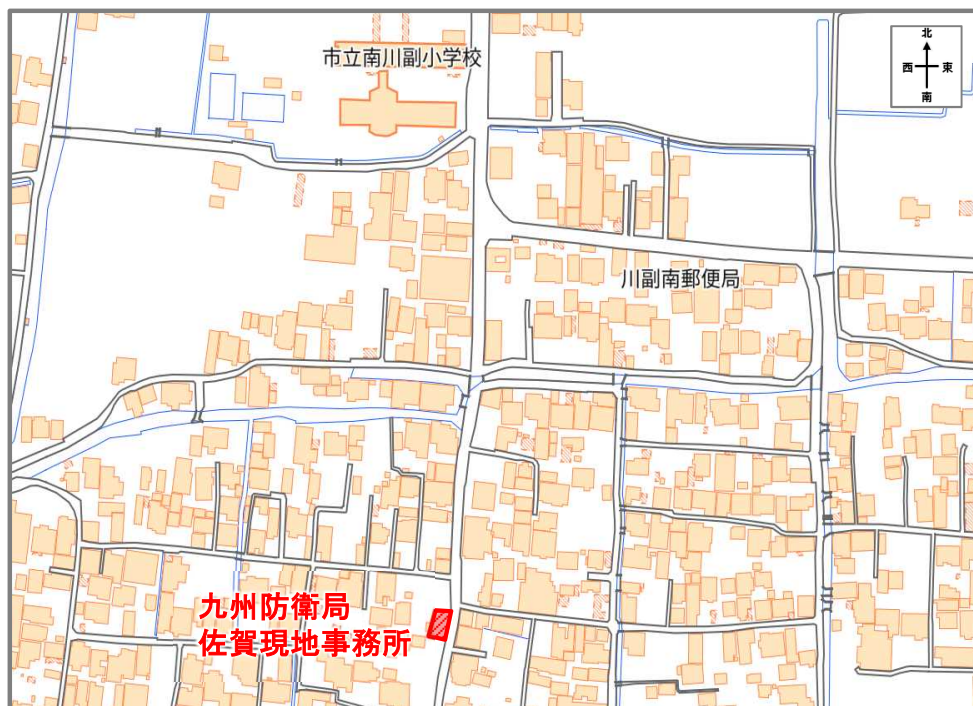 市立南川副小学校
北
西 東
南
川副南郵便局
九州防衛局
佐賀現地事務所